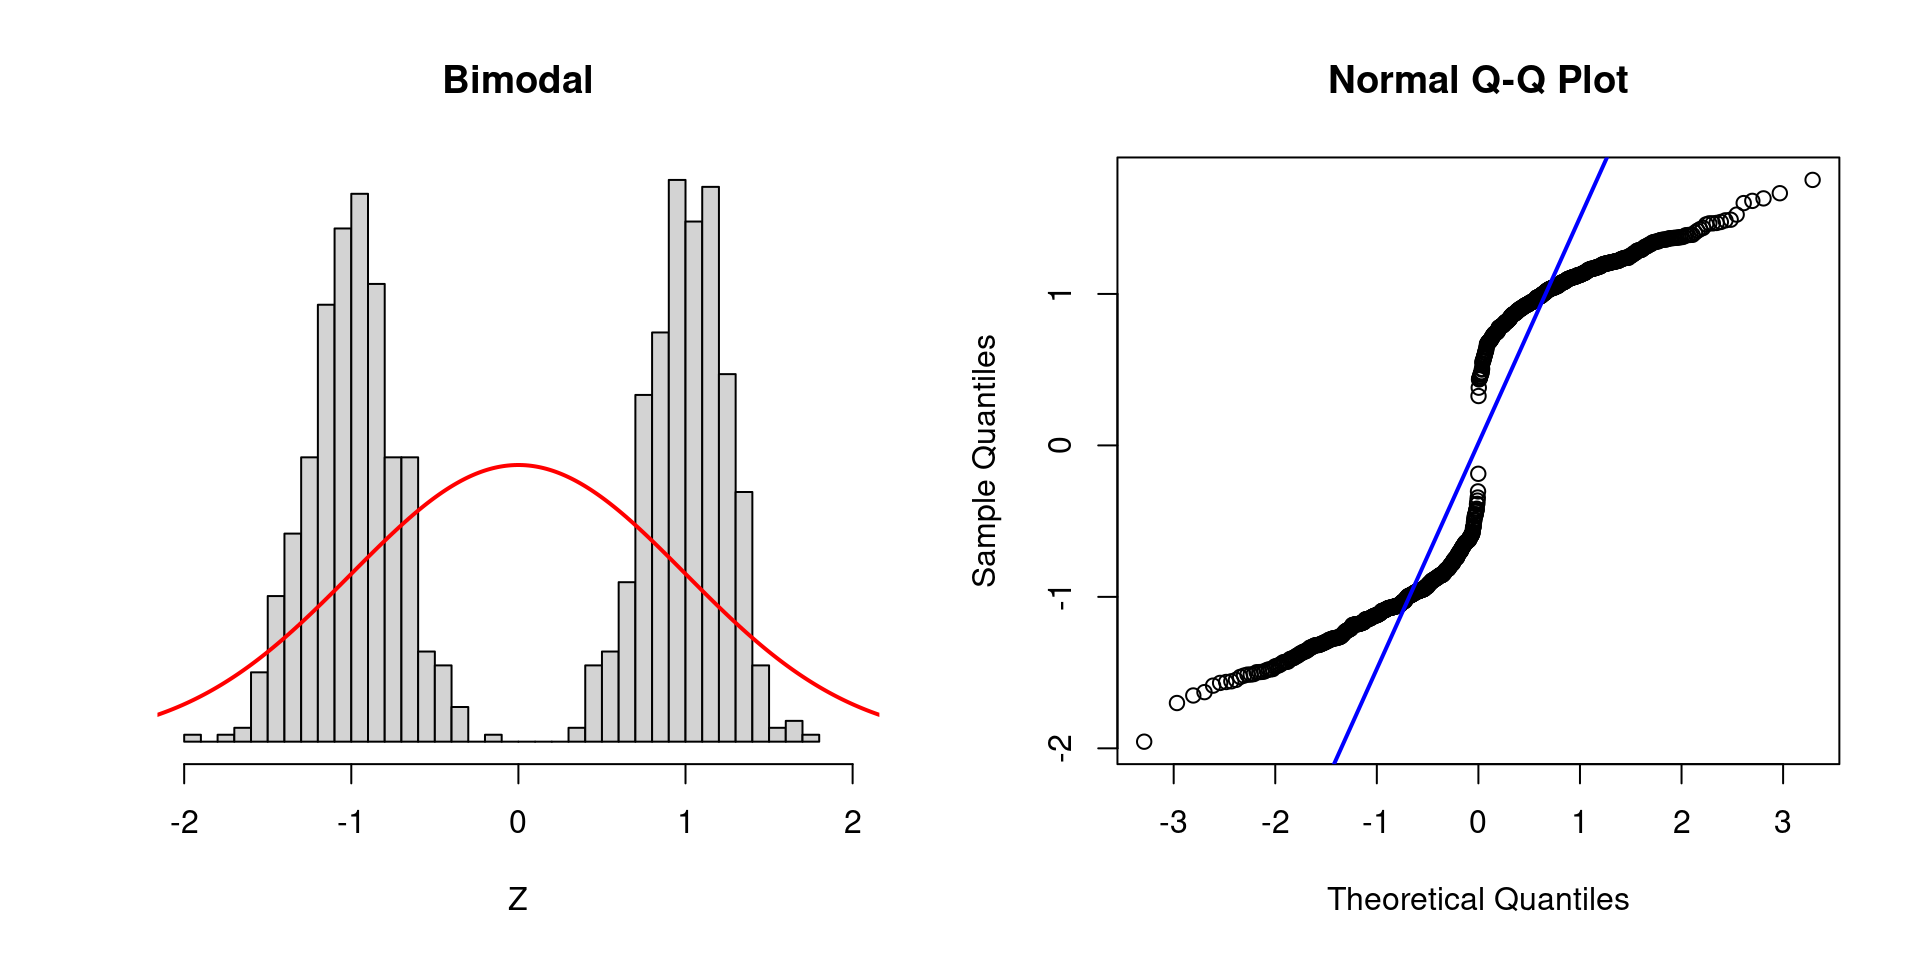 Bimodal
-2 -1 0 1 2
Z
Normal Q-Q Plot
Sample Quantiles
1
0
-1
-2
-3 -2 -1 0 1 2 3
Theoretical Quantiles